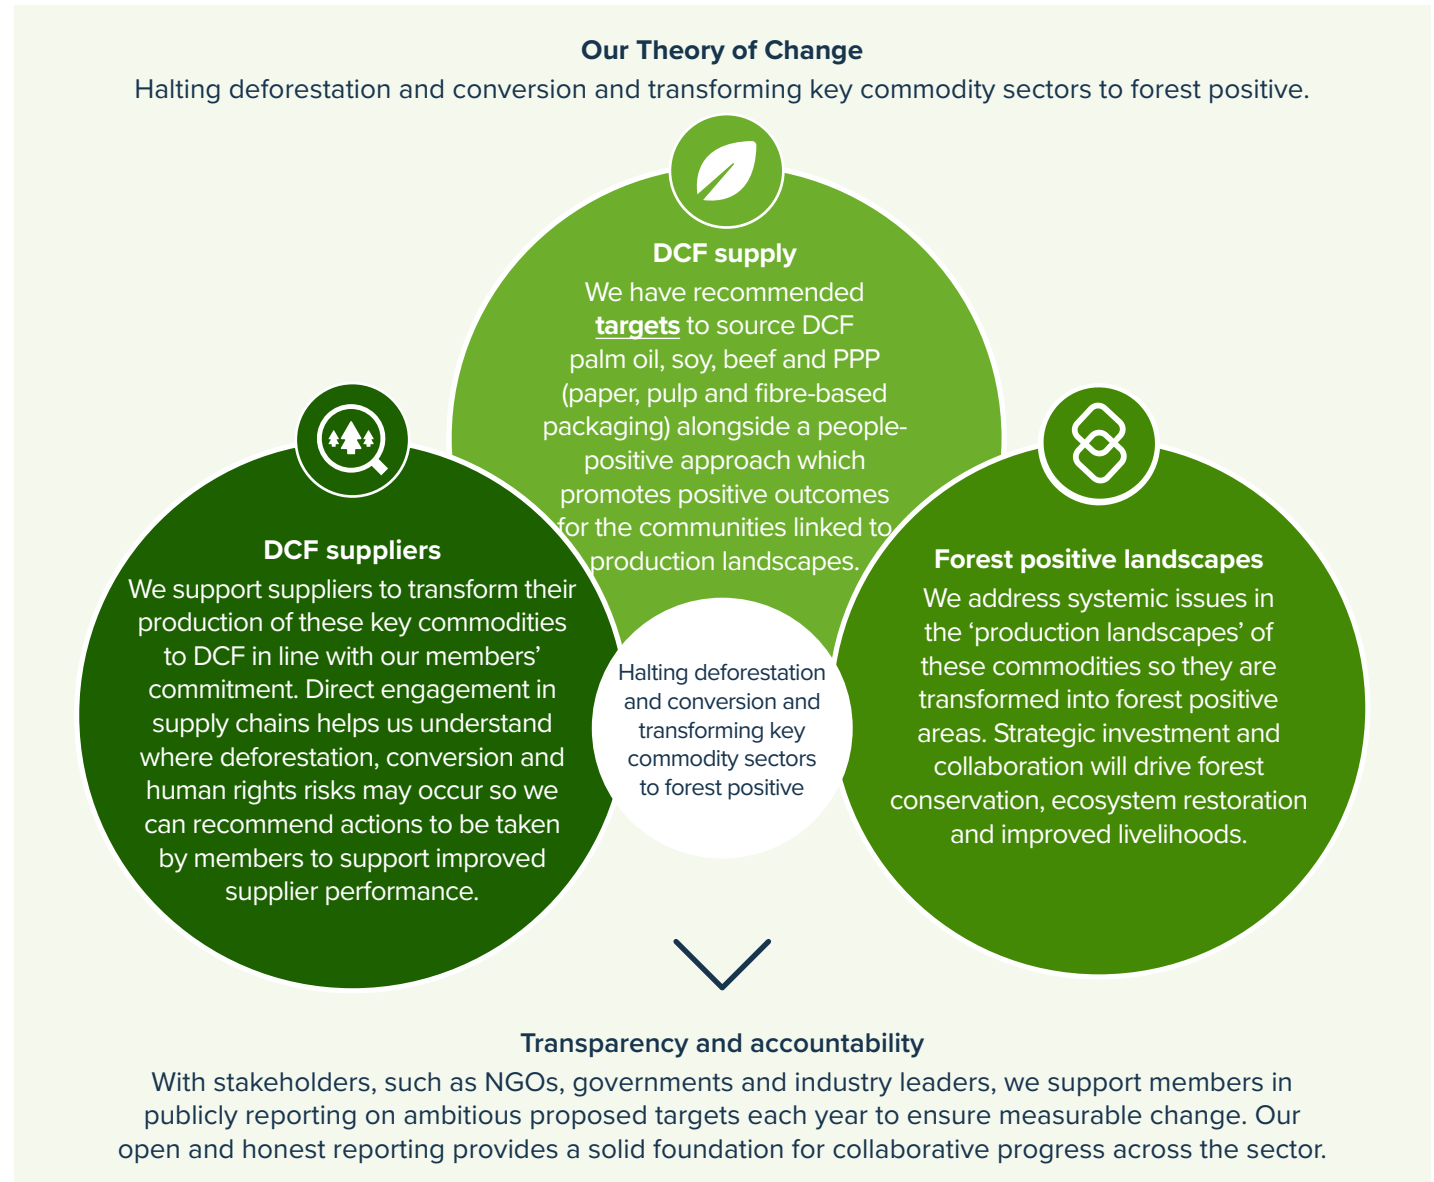 Our Theory of Change
Halting deforestation and conversion and transforming key commodity sectors to forest positive.
DCF supply
We have recommended
targets to source DCF
palm oil, soy, beef and PPP
(paper, pulp and fibre-based
packaging) alongside a people-
positive approach which
promotes positive outcomes
for the communities linked to
production landscapes.
DCF suppliers
We support suppliers to transform their
production of these key commodities
to DCF in line with our members’
commitment. Direct engagement in
supply chains helps us understand
where deforestation, conversion and
human rights risks may occur so we
can recommend actions to be taken
by members to support improved
supplier performance.
Halting deforestation
and conversion and
transforming key
commodity sectors
to forest positive
Forest positive landscapes
We address systemic issues in
the ‘production landscapes’ of
these commodities so they are
transformed into forest positive
areas. Strategic investment and
collaboration will drive forest
conservation, ecosystem restoration
and improved livelihoods.
Transparency and accountability
With stakeholders, such as NGOs, governments and industry leaders, we support members in
publicly reporting on ambitious proposed targets each year to ensure measurable change. Our
open and honest reporting provides a solid foundation for collaborative progress across the sector.